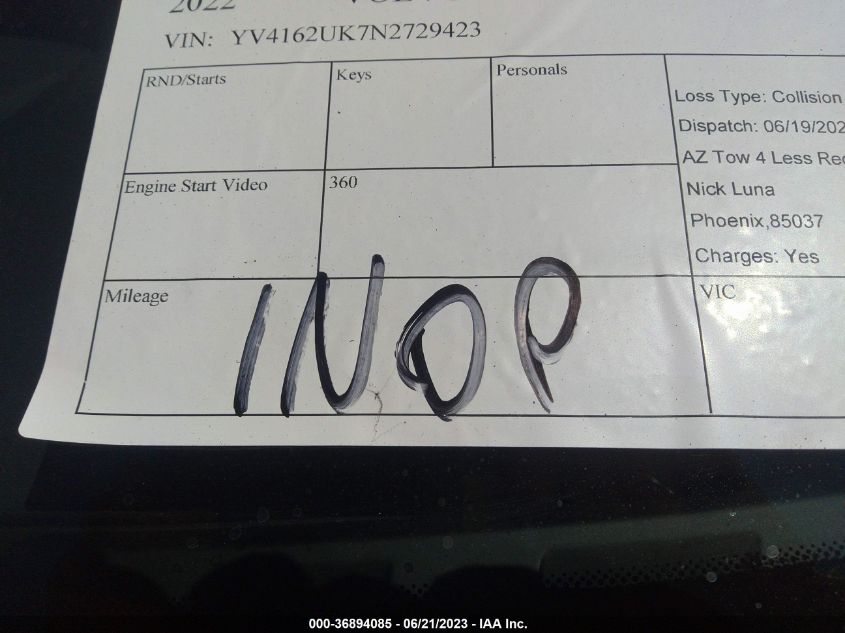 2022
VIN: YV4162UK7N2729423
RND/Starts
Keys
Personals
Loss Type: Collision
Dispatch: 06/19/202
AZ Tow 4 Less Rec
Engine Start Video
360
Nick Luna
Phoenix,85037
Charges: Yes
Mileage
INOP
VIC
000-36894085 - 06/21/2023 - IAA Inc.